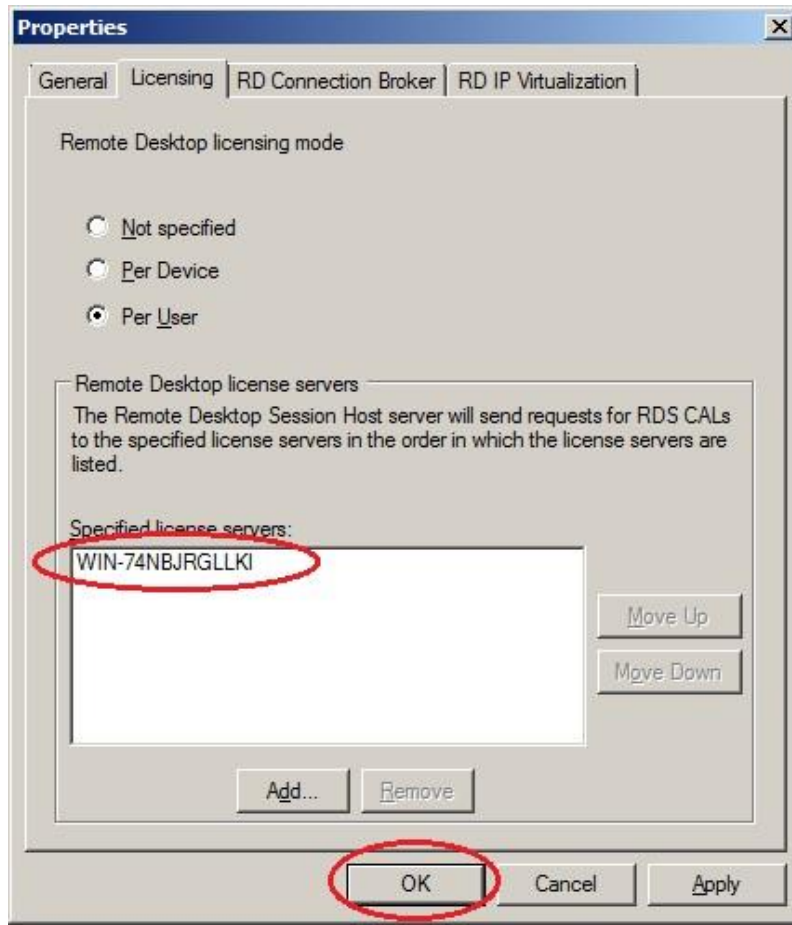 Properties
General Licensing RD Connection Broker RD IP Virtualization
Remote Desktop licensing mode
Not specified
Per Device
Per User
Remote Desktop license servers
The Remote Desktop Session Host server will send requests for RDS CALs
to the specified license servers in the order in which the license servers are
listed.
Specified license servers:
WIN-74NBJRGLLKI
Move Up
Move Down
Add... Remove
OK Cancel Apply